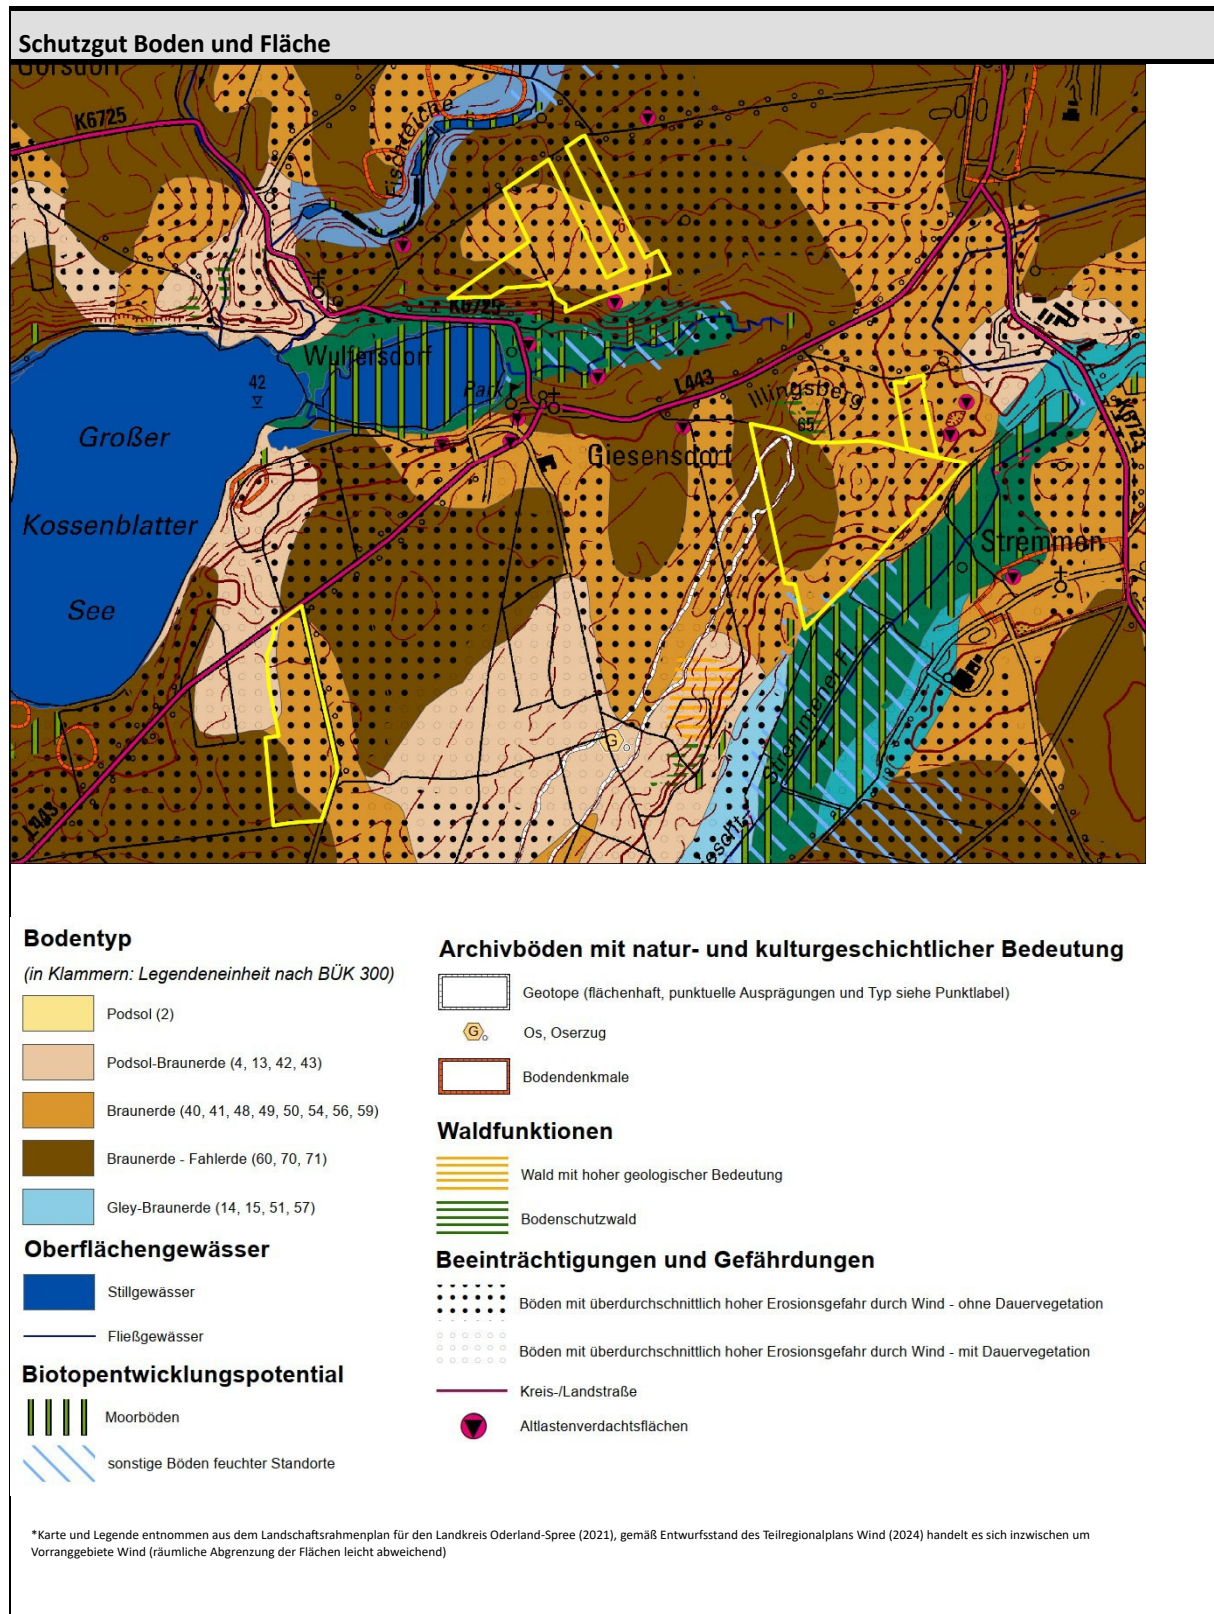 Schutzgut Boden und Fläche
Görsdorf
K6725
Fischteiche
6
K6725
Wulfersdorf
42
Park
L443
Illingsberg
65
K6723
Großer
Giesensdorf
Kossenblatter
Stremmen
See
Stremmener Fl.
G
L443
Bodentyp
(in Klammern: Legendeneinheit nach BÜK 300)
Podsol (2)
Podsol-Braunerde (4, 13, 42, 43)
Braunerde (40, 41, 48, 49, 50, 54, 56, 59)
Braunerde - Fahlerde (60, 70, 71)
Gley-Braunerde (14, 15, 51, 57)
Oberflächengewässer
Stillgewässer
Fließgewässer
Biotopentwicklungspotential
Moorböden
sonstige Böden feuchter Standorte
Archivböden mit natur- und kulturgeschichtlicher Bedeutung
Geotope (flächenhaft, punktuelle Ausprägungen und Typ siehe Punktlabel)
G Os, Oserzug
Bodendenkmale
Waldfunktionen
Wald mit hoher geologischer Bedeutung
Bodenschutzwald
Beeinträchtigungen und Gefährdungen
Böden mit überdurchschnittlich hoher Erosionsgefahr durch Wind - ohne Dauervegetation
Böden mit überdurchschnittlich hoher Erosionsgefahr durch Wind - mit Dauervegetation
Kreis-/Landstraße
Altlastenverdachtsflächen
*Karte und Legende entnommen aus dem Landschaftsrahmenplan für den Landkreis Oderland-Spree (2021), gemäß Entwurfsstand des Teilregionalplans Wind (2024) handelt es sich inzwischen um
Vorranggebiete Wind (räumliche Abgrenzung der Flächen leicht abweichend)